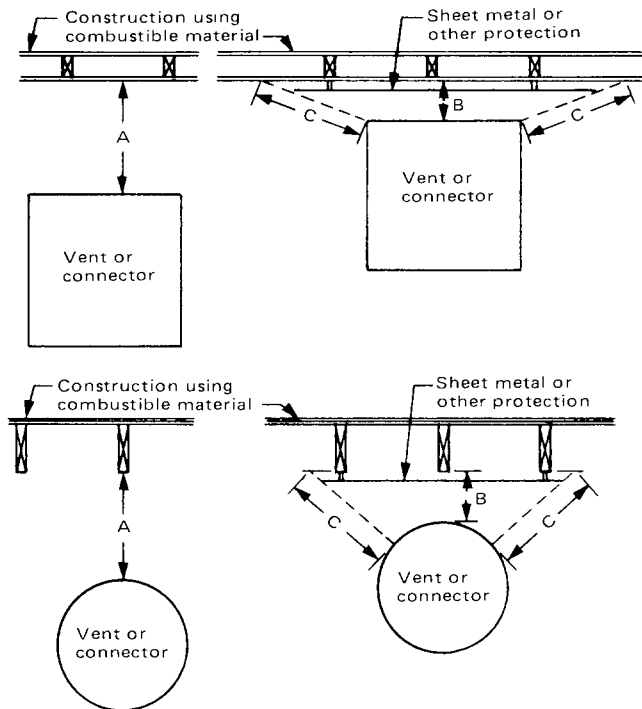 Construction using
combustible material
Sheet metal or
other protection
A
B
C
C
Vent or
connector
Vent or
connector
Construction using
combustible material
Sheet metal or
other protection
A
B
C
C
Vent or
connector
Vent or
connector